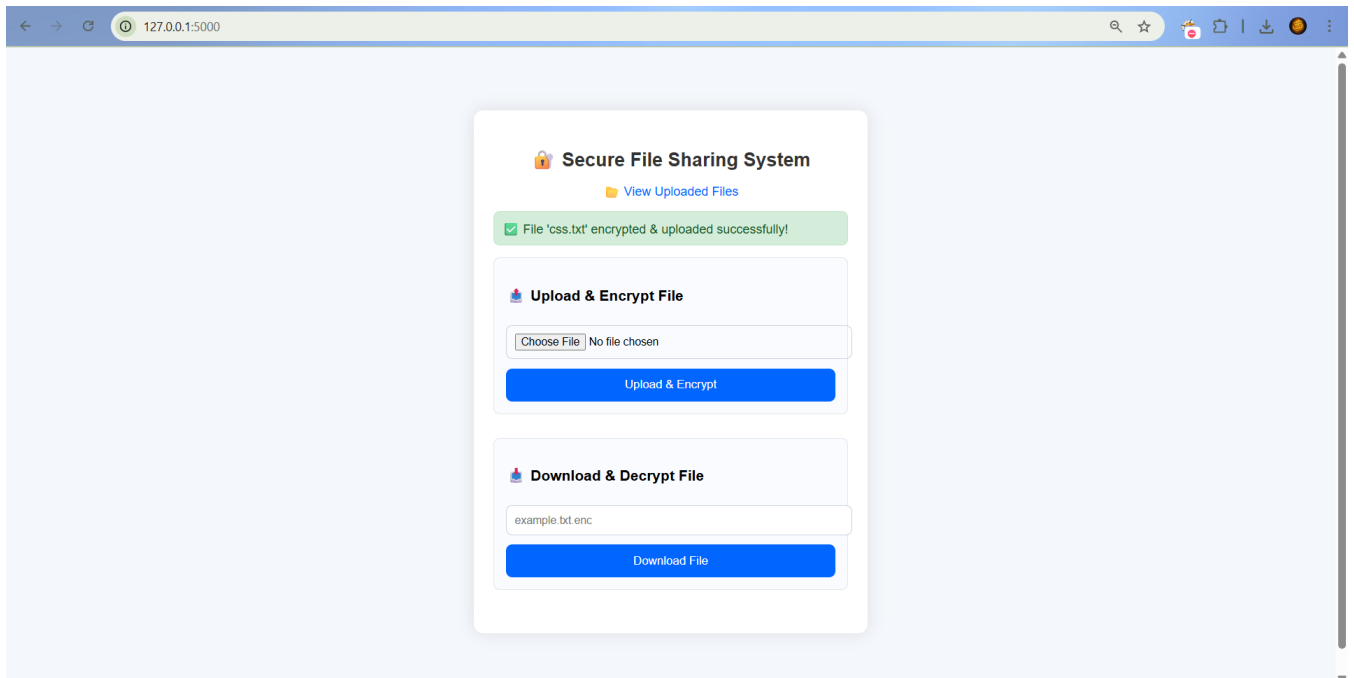 127.0.0.1:5000
Secure File Sharing System
View Uploaded Files
File 'css.txt' encrypted & uploaded successfully!
Upload & Encrypt File
Choose File No file chosen
Upload & Encrypt
Download & Decrypt File
example.txt.enc
Download File